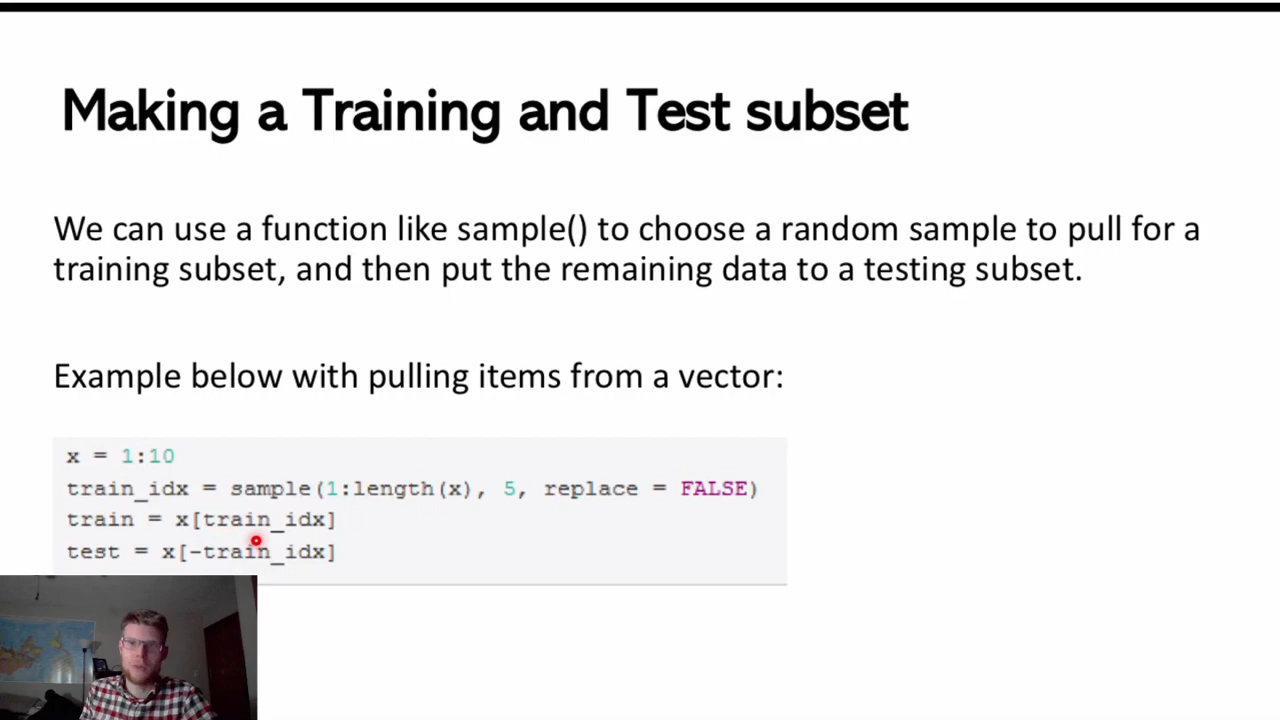 Making a Training and Test subset
We can use a function like sample() to choose a random sample to pull for a
training subset, and then put the remaining data to a testing subset.
Example below with pulling items from a vector:
x = 1:10
train_idx = sample(1:length(x), 5, replace = FALSE)
train = x[train_idx]
test = x[-train_idx]